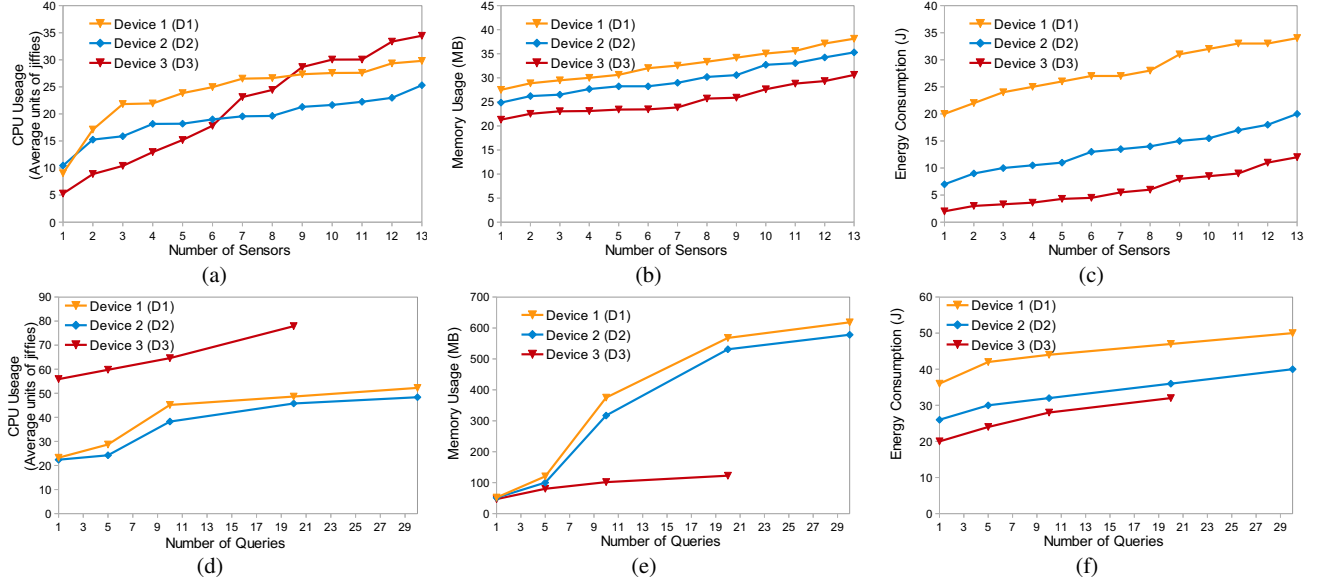 CPU Useage
(Average units of jiffies)
40
35
30
25
20
15
10
5
0
Device 1 (D1)
Device 2 (D2)
Device 3 (D3)
1 2 3 4 5 6 7 8 9 10 11 12 13
Number of Sensors
(a)
Memory Usage (MB)
45
40
35
30
25
20
15
10
5
0
Device 1 (D1)
Device 2 (D2)
Device 3 (D3)
1 2 3 4 5 6 7 8 9 10 11 12 13
Number of Sensors
(b)
Energy Consumption (J)
40
35
30
25
20
15
10
5
0
Device 1 (D1)
Device 2 (D2)
Device 3 (D3)
1 2 3 4 5 6 7 8 9 10 11 12 13
Number of Sensors
(c)
CPU Useage
(Average units of jiffies)
90
80
70
60
50
40
30
20
10
0
Device 1 (D1)
Device 2 (D2)
Device 3 (D3)
1 3 5 7 9 11 13 15 17 19 21 23 25 27 29
Number of Queries
(d)
Memory Usage (MB)
700
600
500
400
300
200
100
0
Device 1 (D1)
Device 2 (D2)
Device 3 (D3)
1 3 5 7 9 11 13 15 17 19 21 23 25 27 29
Number of Queries
(e)
Energy Consumption (J)
60
50
40
30
20
10
0
Device 1 (D1)
Device 2 (D2)
Device 3 (D3)
1 3 5 7 9 11 13 15 17 19 21 23 25 27 29
Number of Queries
(f)